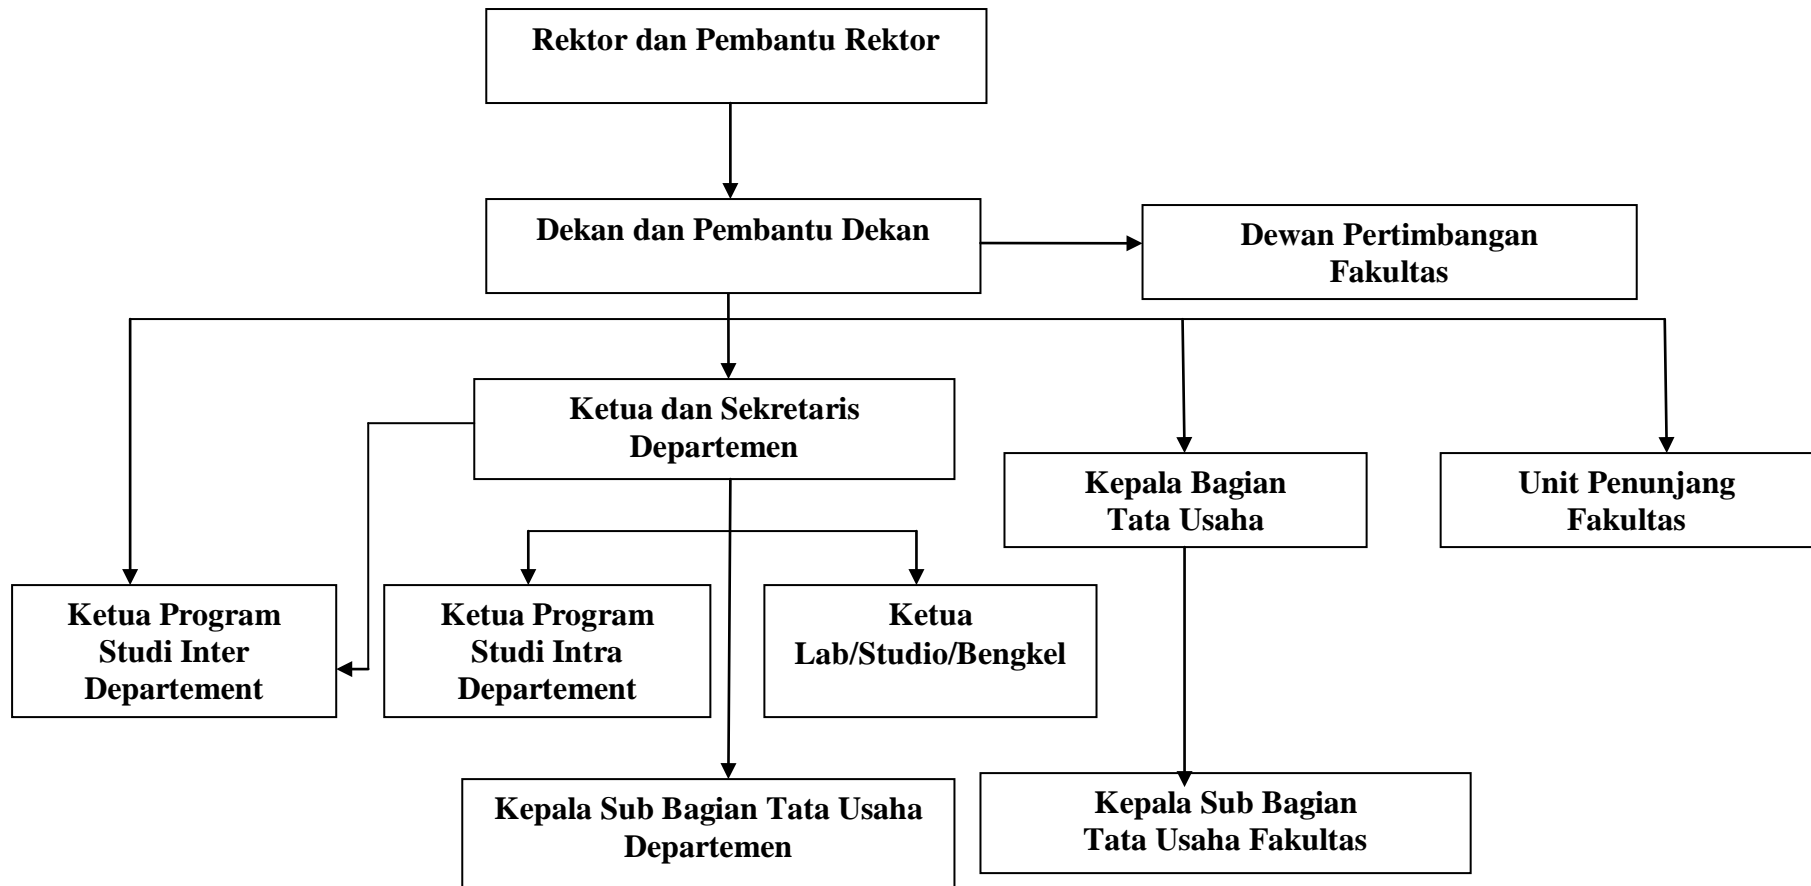 Rektor dan Pembantu Rektor
Dekan dan Pembantu Dekan
Dewan Pertimbangan
Fakultas
Ketua dan Sekretaris
Departemen
Kepala Bagian
Tata Usaha
Unit Penunjang
Fakultas
Ketua Program
Studi Inter
Departement
Ketua Program
Studi Intra
Departement
Ketua
Lab/Studio/Bengkel
Kepala Sub Bagian Tata Usaha
Departemen
Kepala Sub Bagian
Tata Usaha Fakultas